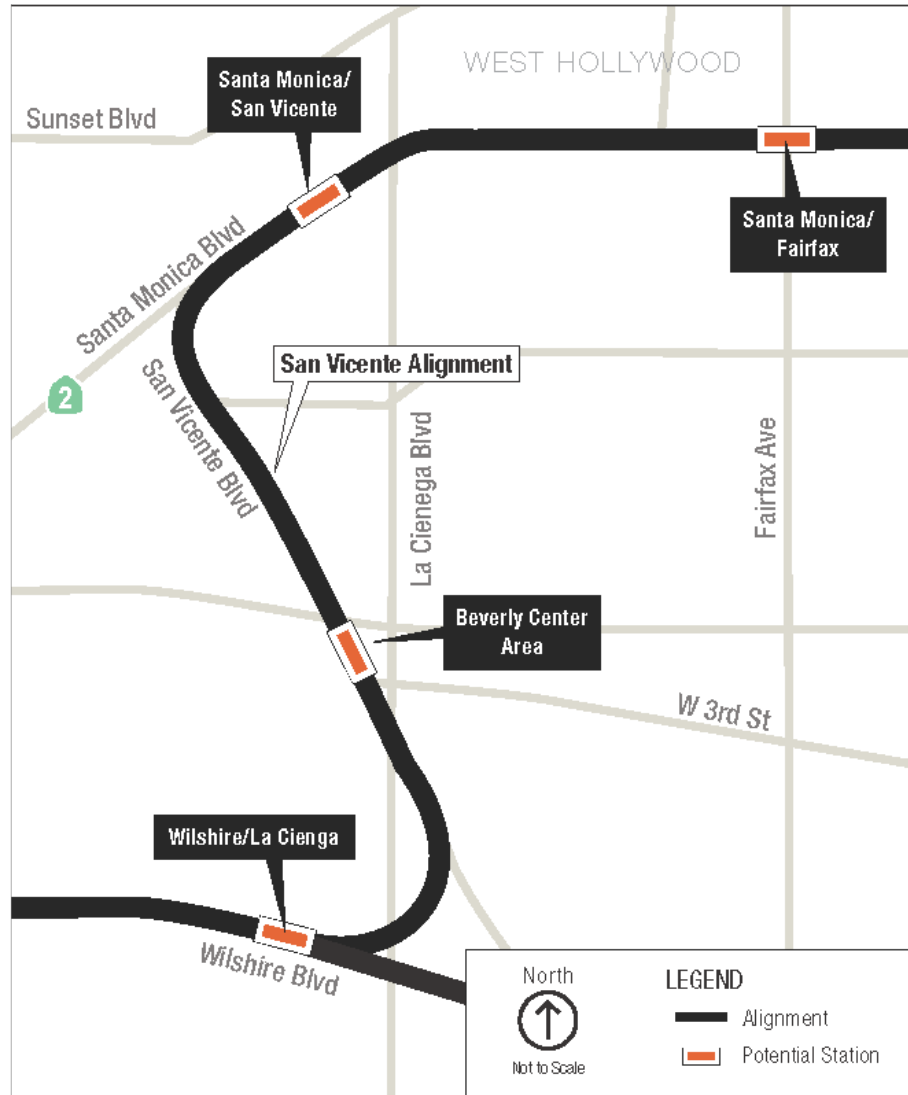 WEST HOLLYWOOD
Santa Monica/
San Vicente
Sunset Blvd
Santa Monica/
Fairfax
Santa Monica Blvd
San Vicente Alignment
2
San Vicente Blvd
La Cienega Blvd
Fairfax Ave
Beverly Center
Area
W 3rd St
Wilshire/La Cienga
Wilshire Blvd
North
Not to Scale
LEGEND
Alignment
Potential Station